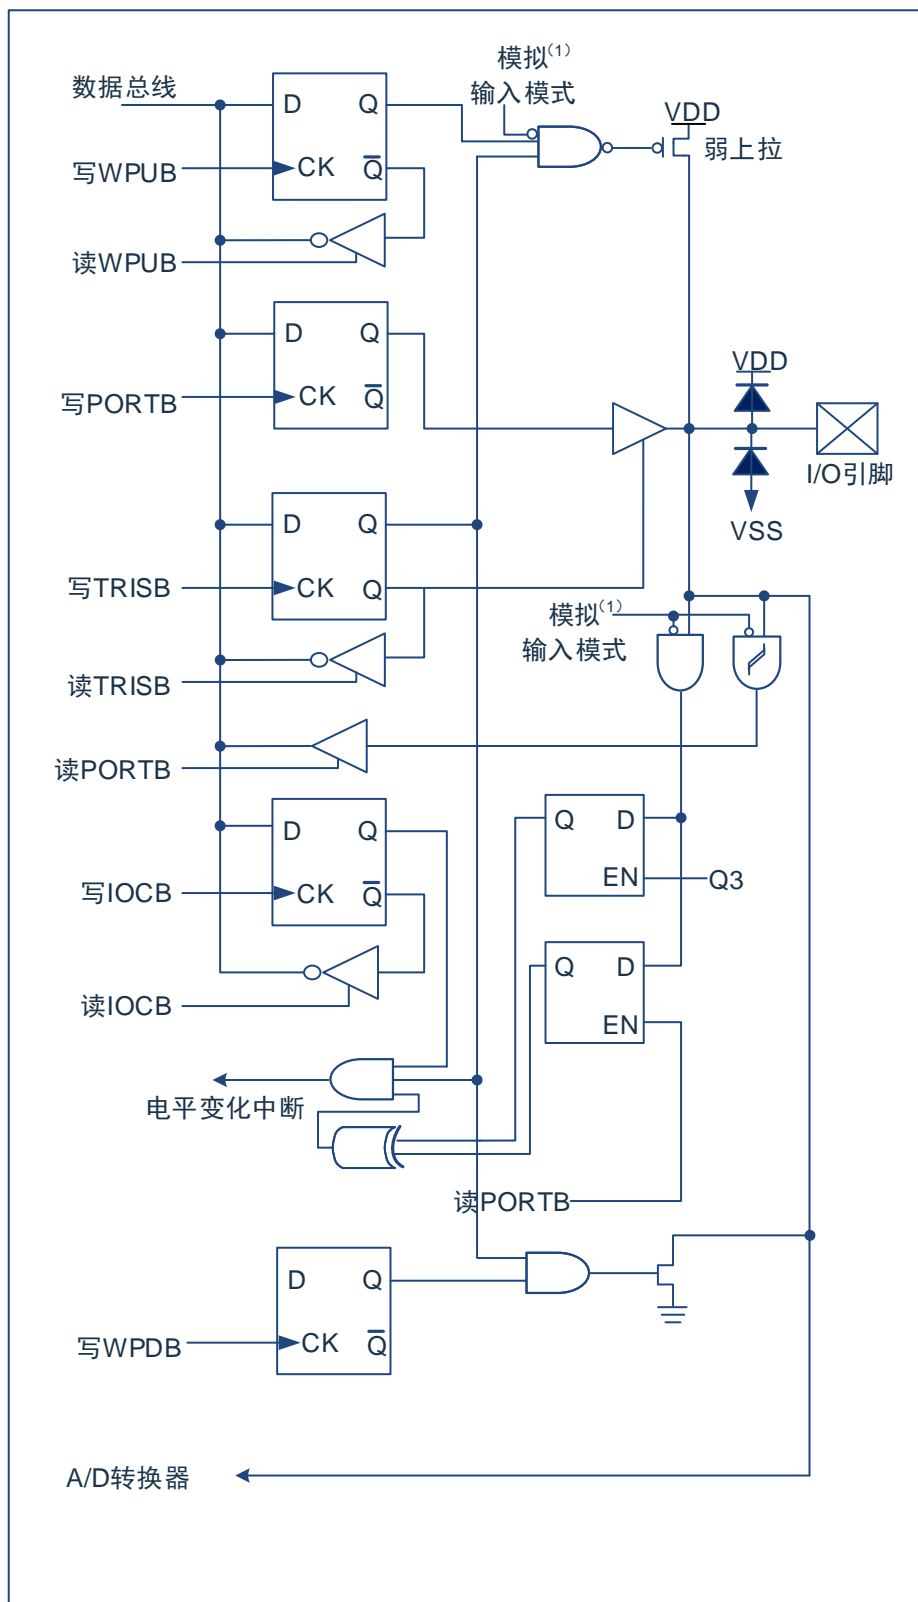 模拟⁽¹⁾
输入模式
数据总线
D Q
VDD
弱上拉
写WPUB
CK Q̅
读WPUB
D Q
写PORTB
CK Q̅
VDD
I/O引脚
VSS
D Q
写TRISB
CK Q
模拟⁽¹⁾
输入模式
读TRISB
读PORTB
D Q
Q D
写IOCB
CK Q̅
EN
Q3
Q D
读IOCB
EN
电平变化中断
读PORTB
D Q
写WPDB
CK Q̅
A/D转换器